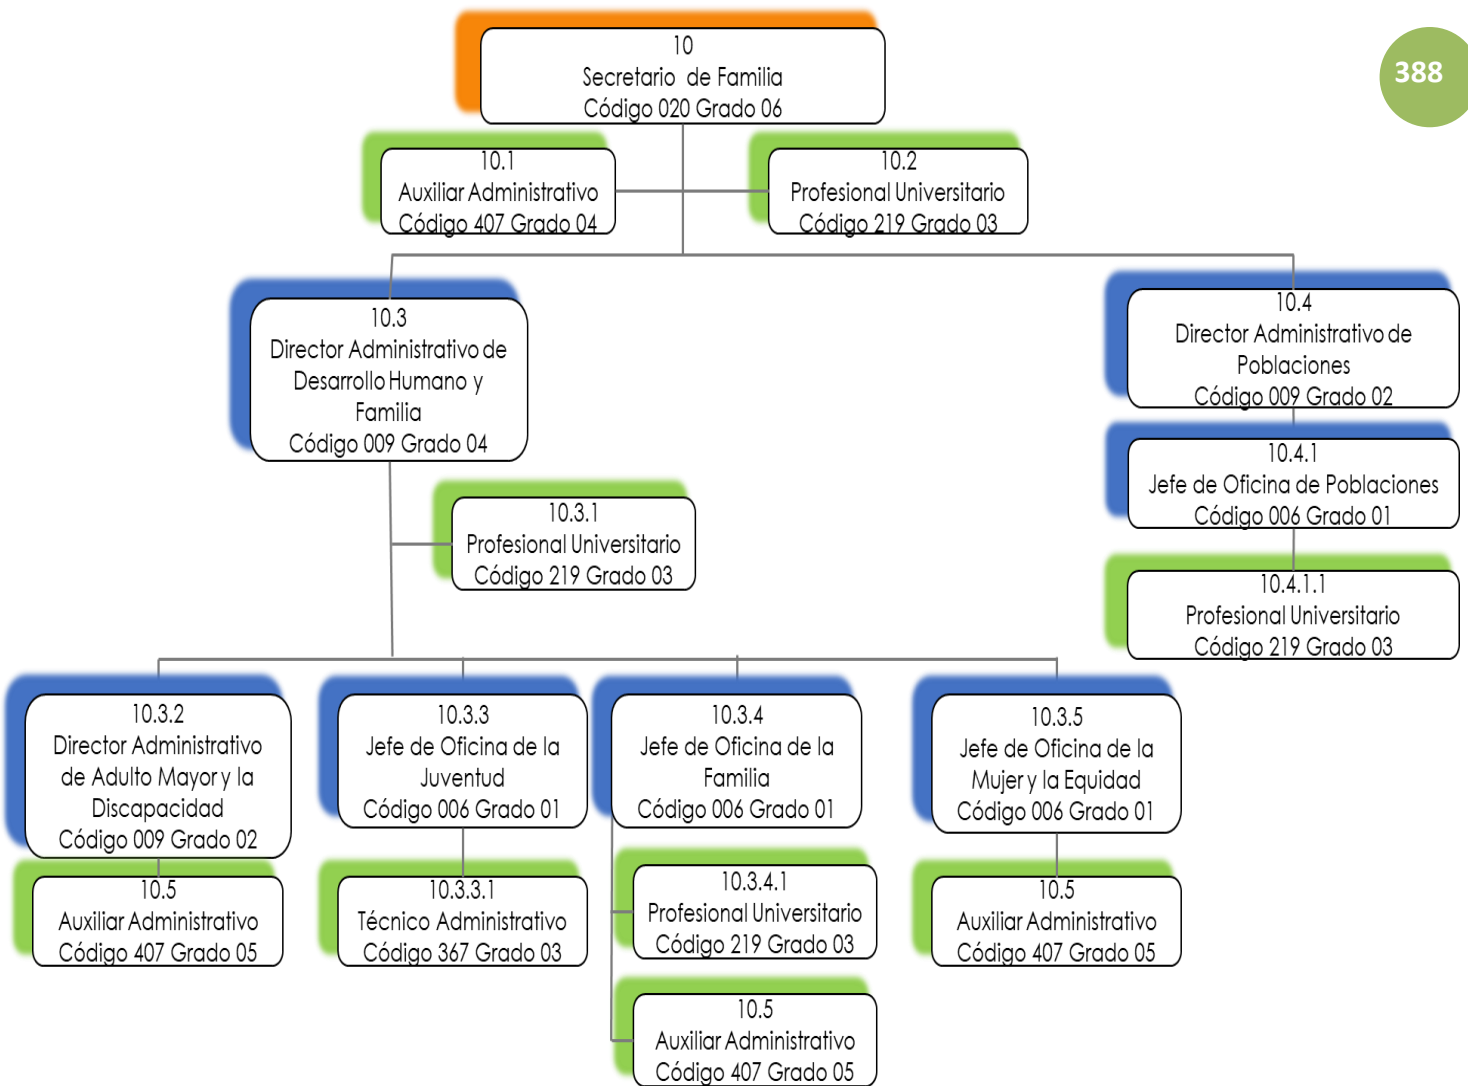 10
Secretario de Familia
Código 020 Grado 06
388
10.1
Auxiliar Administrativo
Código 407 Grado 04
10.2
Profesional Universitario
Código 219 Grado 03
10.3
Director Administrativo de
Desarrollo Humano y
Familia
Código 009 Grado 04
10.4
Director Administrativo de
Poblaciones
Código 009 Grado 02
10.4.1
Jefe de Oficina de Poblaciones
Código 006 Grado 01
10.3.1
Profesional Universitario
Código 219 Grado 03
10.4.1.1
Profesional Universitario
Código 219 Grado 03
10.3.2
Director Administrativo
de Adulto Mayor y la
Discapacidad
Código 009 Grado 02
10.3.3
Jefe de Oficina de la
Juventud
Código 006 Grado 01
10.3.4
Jefe de Oficina de la
Familia
Código 006 Grado 01
10.3.5
Jefe de Oficina de la
Mujer y la Equidad
Código 006 Grado 01
10.5
Auxiliar Administrativo
Código 407 Grado 05
10.3.3.1
Técnico Administrativo
Código 367 Grado 03
10.3.4.1
Profesional Universitario
Código 219 Grado 03
10.5
Auxiliar Administrativo
Código 407 Grado 05
10.5
Auxiliar Administrativo
Código 407 Grado 05